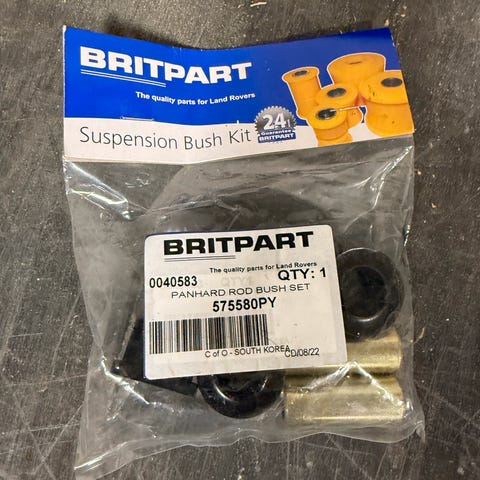 BRITPART
The quality parts for Land Rovers
Suspension Bush Kit
24
Guarantee
BRITPART
BRITPART
The quality parts for Land Rovers
0040583
QTY: 1
PANHARD ROD BUSH SET
575580PY
C of O - SOUTH KOREA
CD/08/22